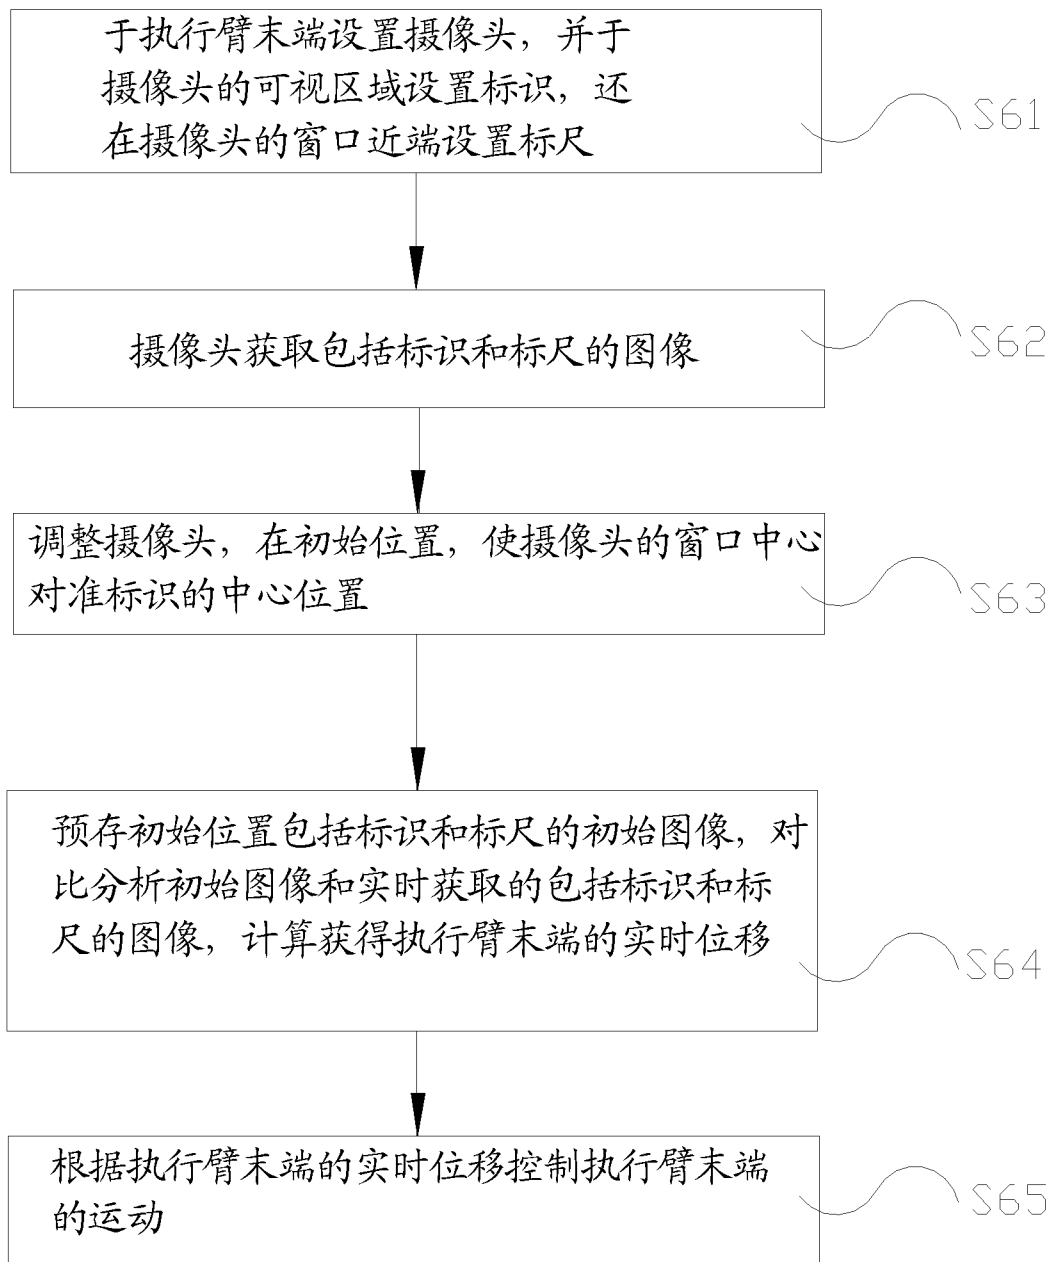 于执行臂末端设置摄像头，并于
摄像头的可视区域设置标识，还
在摄像头的窗口近端设置标尺
S61
摄像头获取包括标识和标尺的图像
S62
调整摄像头，在初始位置，使摄像头的窗口中心
对准标识的中心位置
S63
预存初始位置包括标识和标尺的初始图像，对
比分析初始图像和实时获取的包括标识和标
尺的图像，计算获得执行臂末端的实时位移
S64
根据执行臂末端的实时位移控制执行臂末端
的运动
S65